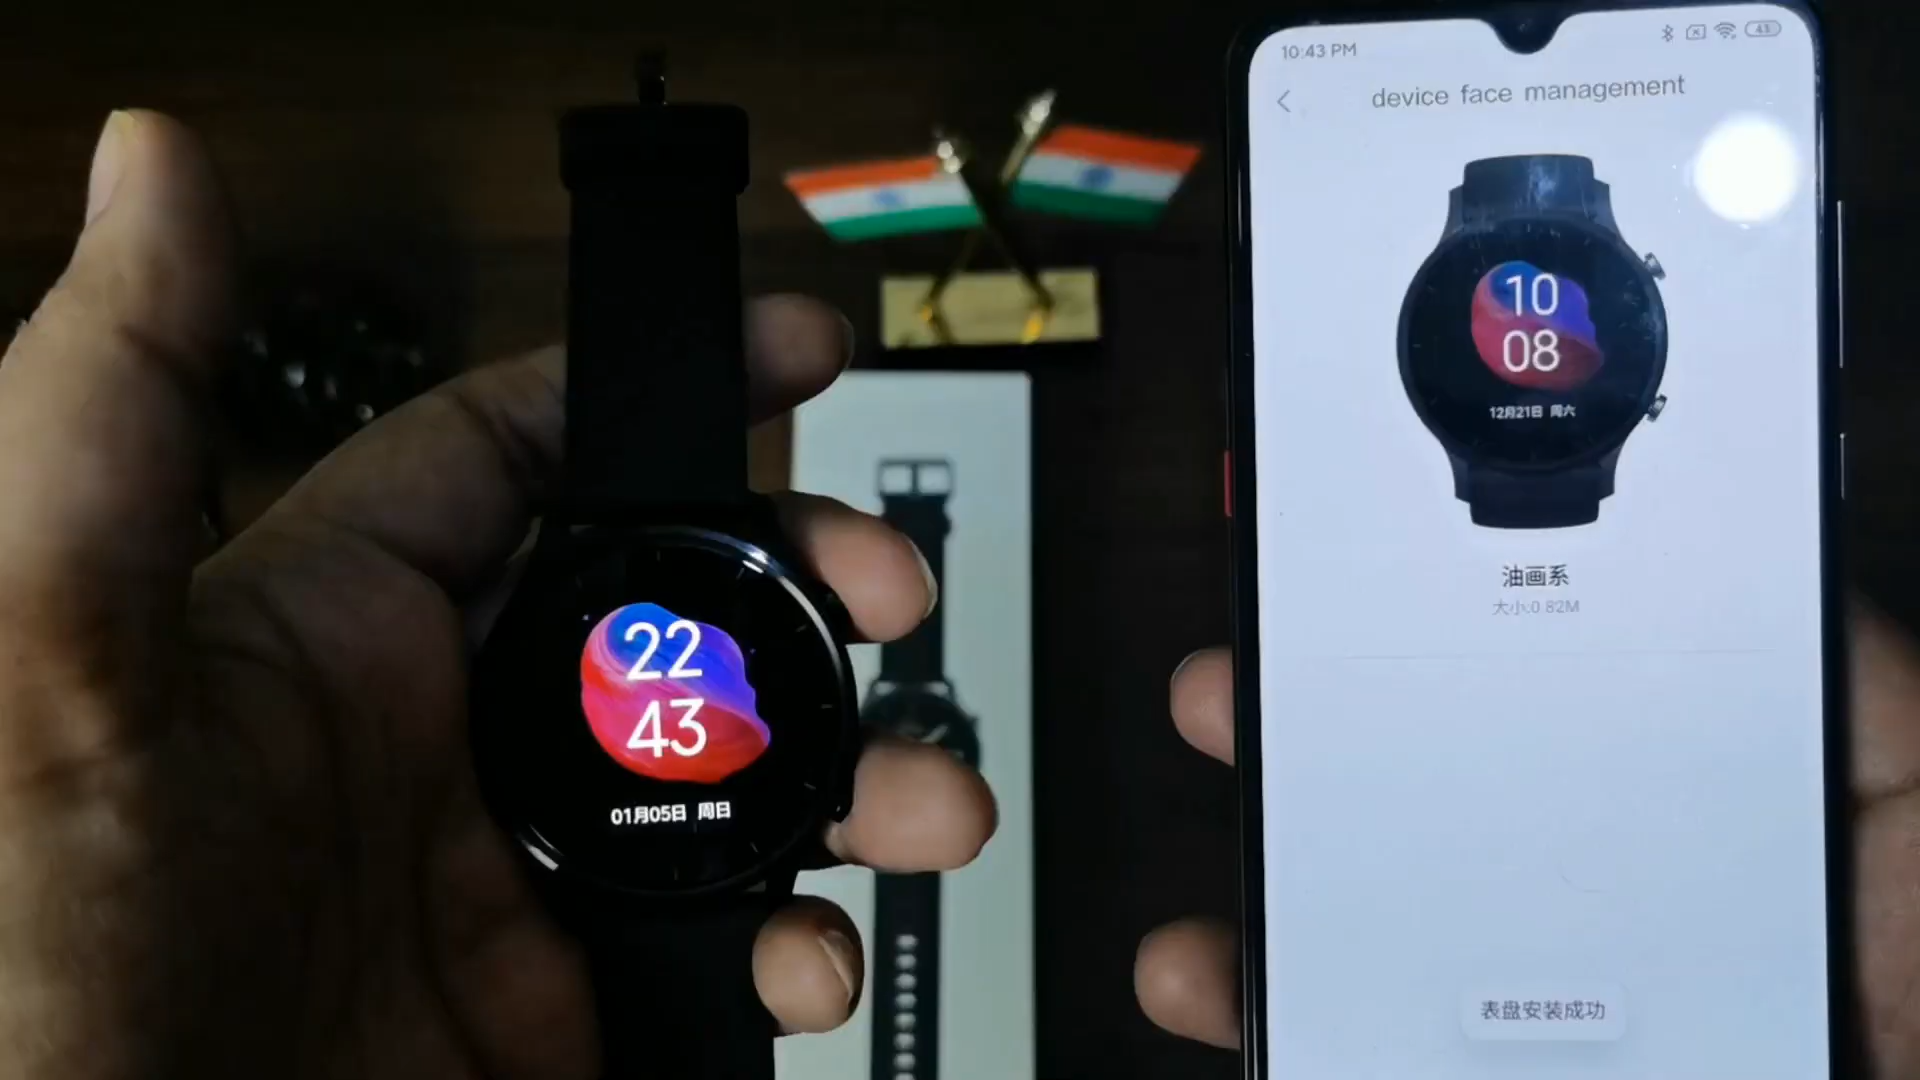 22
43
01月05日 周日
10:43 PM
43
device face management
10
08
12月21日 周六
油画系
大小:0.82M
表盘安装成功